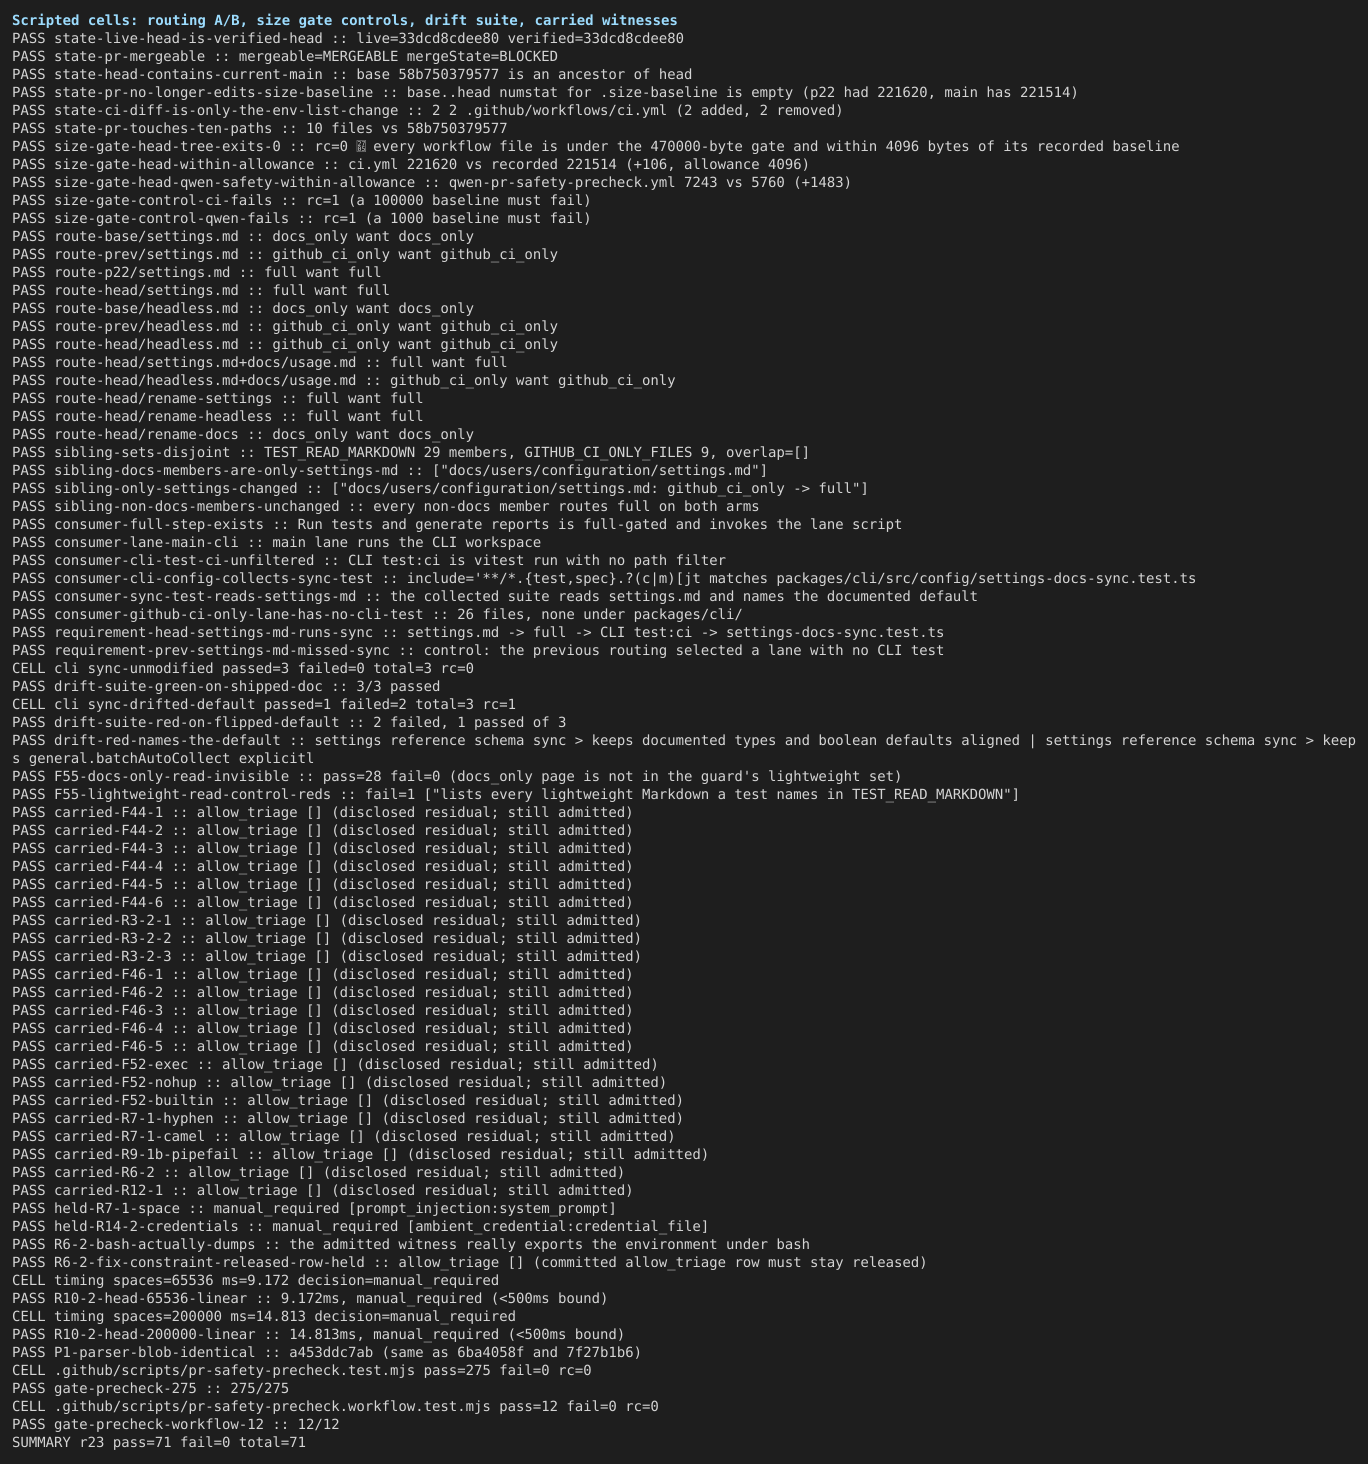 Scripted cells: routing A/B, size gate controls, drift suite, carried witnesses
PASS state-live-head-is-verified-head :: live=33dcd8cdee80 verified=33dcd8cdee80
PASS state-pr-mergeable :: mergeable=MERGEABLE mergeState=BLOCKED
PASS state-head-contains-current-main :: base 58b750379577 is an ancestor of head
PASS state-pr-no-longer-edits-size-baseline :: base..head numstat for .size-baseline is empty (p22 had 221620, main has 221514)
PASS state-ci-diff-is-only-the-env-list-change :: 2 2 .github/workflows/ci.yml (2 added, 2 removed)
PASS state-pr-touches-ten-paths :: 10 files vs 58b750379577
PASS size-gate-head-tree-exits-0 :: rc=0 every workflow file is under the 470000-byte gate and within 4096 bytes of its recorded baseline
PASS size-gate-head-within-allowance :: ci.yml 221620 vs recorded 221514 (+106, allowance 4096)
PASS size-gate-head-qwen-safety-within-allowance :: qwen-pr-safety-precheck.yml 7243 vs 5760 (+1483)
PASS size-gate-control-ci-fails :: rc=1 (a 100000 baseline must fail)
PASS size-gate-control-qwen-fails :: rc=1 (a 1000 baseline must fail)
PASS route-base/settings.md :: docs_only want docs_only
PASS route-prev/settings.md :: github_ci_only want github_ci_only
PASS route-p22/settings.md :: full want full
PASS route-head/settings.md :: full want full
PASS route-base/headless.md :: docs_only want docs_only
PASS route-prev/headless.md :: github_ci_only want github_ci_only
PASS route-head/headless.md :: github_ci_only want github_ci_only
PASS route-head/settings.md+docs/usage.md :: full want full
PASS route-head/headless.md+docs/usage.md :: github_ci_only want github_ci_only
PASS route-head/rename-settings :: full want full
PASS route-head/rename-headless :: full want full
PASS route-head/rename-docs :: docs_only want docs_only
PASS sibling-sets-disjoint :: TEST_READ_MARKDOWN 29 members, GITHUB_CI_ONLY_FILES 9, overlap=[]
PASS sibling-docs-members-are-only-settings-md :: ["docs/users/configuration/settings.md"]
PASS sibling-only-settings-changed :: ["docs/users/configuration/settings.md: github_ci_only -> full"]
PASS sibling-non-docs-members-unchanged :: every non-docs member routes full on both arms
PASS consumer-full-step-exists :: Run tests and generate reports is full-gated and invokes the lane script
PASS consumer-lane-main-cli :: main lane runs the CLI workspace
PASS consumer-cli-test-ci-unfiltered :: CLI test:ci is vitest run with no path filter
PASS consumer-cli-config-collects-sync-test :: include='**/*.{test,spec}.?(c|m)[jt matches packages/cli/src/config/settings-docs-sync.test.ts
PASS consumer-sync-test-reads-settings-md :: the collected suite reads settings.md and names the documented default
PASS consumer-github-ci-only-lane-has-no-cli-test :: 26 files, none under packages/cli/
PASS requirement-head-settings-md-runs-sync :: settings.md -> full -> CLI test:ci -> settings-docs-sync.test.ts
PASS requirement-prev-settings-md-missed-sync :: control: the previous routing selected a lane with no CLI test
CELL cli sync-unmodified passed=3 failed=0 total=3 rc=0
PASS drift-suite-green-on-shipped-doc :: 3/3 passed
CELL cli sync-drifted-default passed=1 failed=2 total=3 rc=1
PASS drift-suite-red-on-flipped-default :: 2 failed, 1 passed of 3
PASS drift-red-names-the-default :: settings reference schema sync > keeps documented types and boolean defaults aligned | settings reference schema sync > keep
s general.batchAutoCollect explicitl
PASS F55-docs-only-read-invisible :: pass=28 fail=0 (docs_only page is not in the guard's lightweight set)
PASS F55-lightweight-read-control-reds :: fail=1 ["lists every lightweight Markdown a test names in TEST_READ_MARKDOWN"]
PASS carried-F44-1 :: allow_triage [] (disclosed residual; still admitted)
PASS carried-F44-2 :: allow_triage [] (disclosed residual; still admitted)
PASS carried-F44-3 :: allow_triage [] (disclosed residual; still admitted)
PASS carried-F44-4 :: allow_triage [] (disclosed residual; still admitted)
PASS carried-F44-5 :: allow_triage [] (disclosed residual; still admitted)
PASS carried-F44-6 :: allow_triage [] (disclosed residual; still admitted)
PASS carried-R3-2-1 :: allow_triage [] (disclosed residual; still admitted)
PASS carried-R3-2-2 :: allow_triage [] (disclosed residual; still admitted)
PASS carried-R3-2-3 :: allow_triage [] (disclosed residual; still admitted)
PASS carried-F46-1 :: allow_triage [] (disclosed residual; still admitted)
PASS carried-F46-2 :: allow_triage [] (disclosed residual; still admitted)
PASS carried-F46-3 :: allow_triage [] (disclosed residual; still admitted)
PASS carried-F46-4 :: allow_triage [] (disclosed residual; still admitted)
PASS carried-F46-5 :: allow_triage [] (disclosed residual; still admitted)
PASS carried-F52-exec :: allow_triage [] (disclosed residual; still admitted)
PASS carried-F52-nohup :: allow_triage [] (disclosed residual; still admitted)
PASS carried-F52-builtin :: allow_triage [] (disclosed residual; still admitted)
PASS carried-R7-1-hyphen :: allow_triage [] (disclosed residual; still admitted)
PASS carried-R7-1-camel :: allow_triage [] (disclosed residual; still admitted)
PASS carried-R9-1b-pipefail :: allow_triage [] (disclosed residual; still admitted)
PASS carried-R6-2 :: allow_triage [] (disclosed residual; still admitted)
PASS carried-R12-1 :: allow_triage [] (disclosed residual; still admitted)
PASS held-R7-1-space :: manual_required [prompt_injection:system_prompt]
PASS held-R14-2-credentials :: manual_required [ambient_credential:credential_file]
PASS R6-2-bash-actually-dumps :: the admitted witness really exports the environment under bash
PASS R6-2-fix-constraint-released-row-held :: allow_triage [] (committed allow_triage row must stay released)
CELL timing spaces=65536 ms=9.172 decision=manual_required
PASS R10-2-head-65536-linear :: 9.172ms, manual_required (<500ms bound)
CELL timing spaces=200000 ms=14.813 decision=manual_required
PASS R10-2-head-200000-linear :: 14.813ms, manual_required (<500ms bound)
PASS P1-parser-blob-identical :: a453ddc7ab (same as 6ba4058f and 7f27b1b6)
CELL .github/scripts/pr-safety-precheck.test.mjs pass=275 fail=0 rc=0
PASS gate-precheck-275 :: 275/275
CELL .github/scripts/pr-safety-precheck.workflow.test.mjs pass=12 fail=0 rc=0
PASS gate-precheck-workflow-12 :: 12/12
SUMMARY r23 pass=71 fail=0 total=71